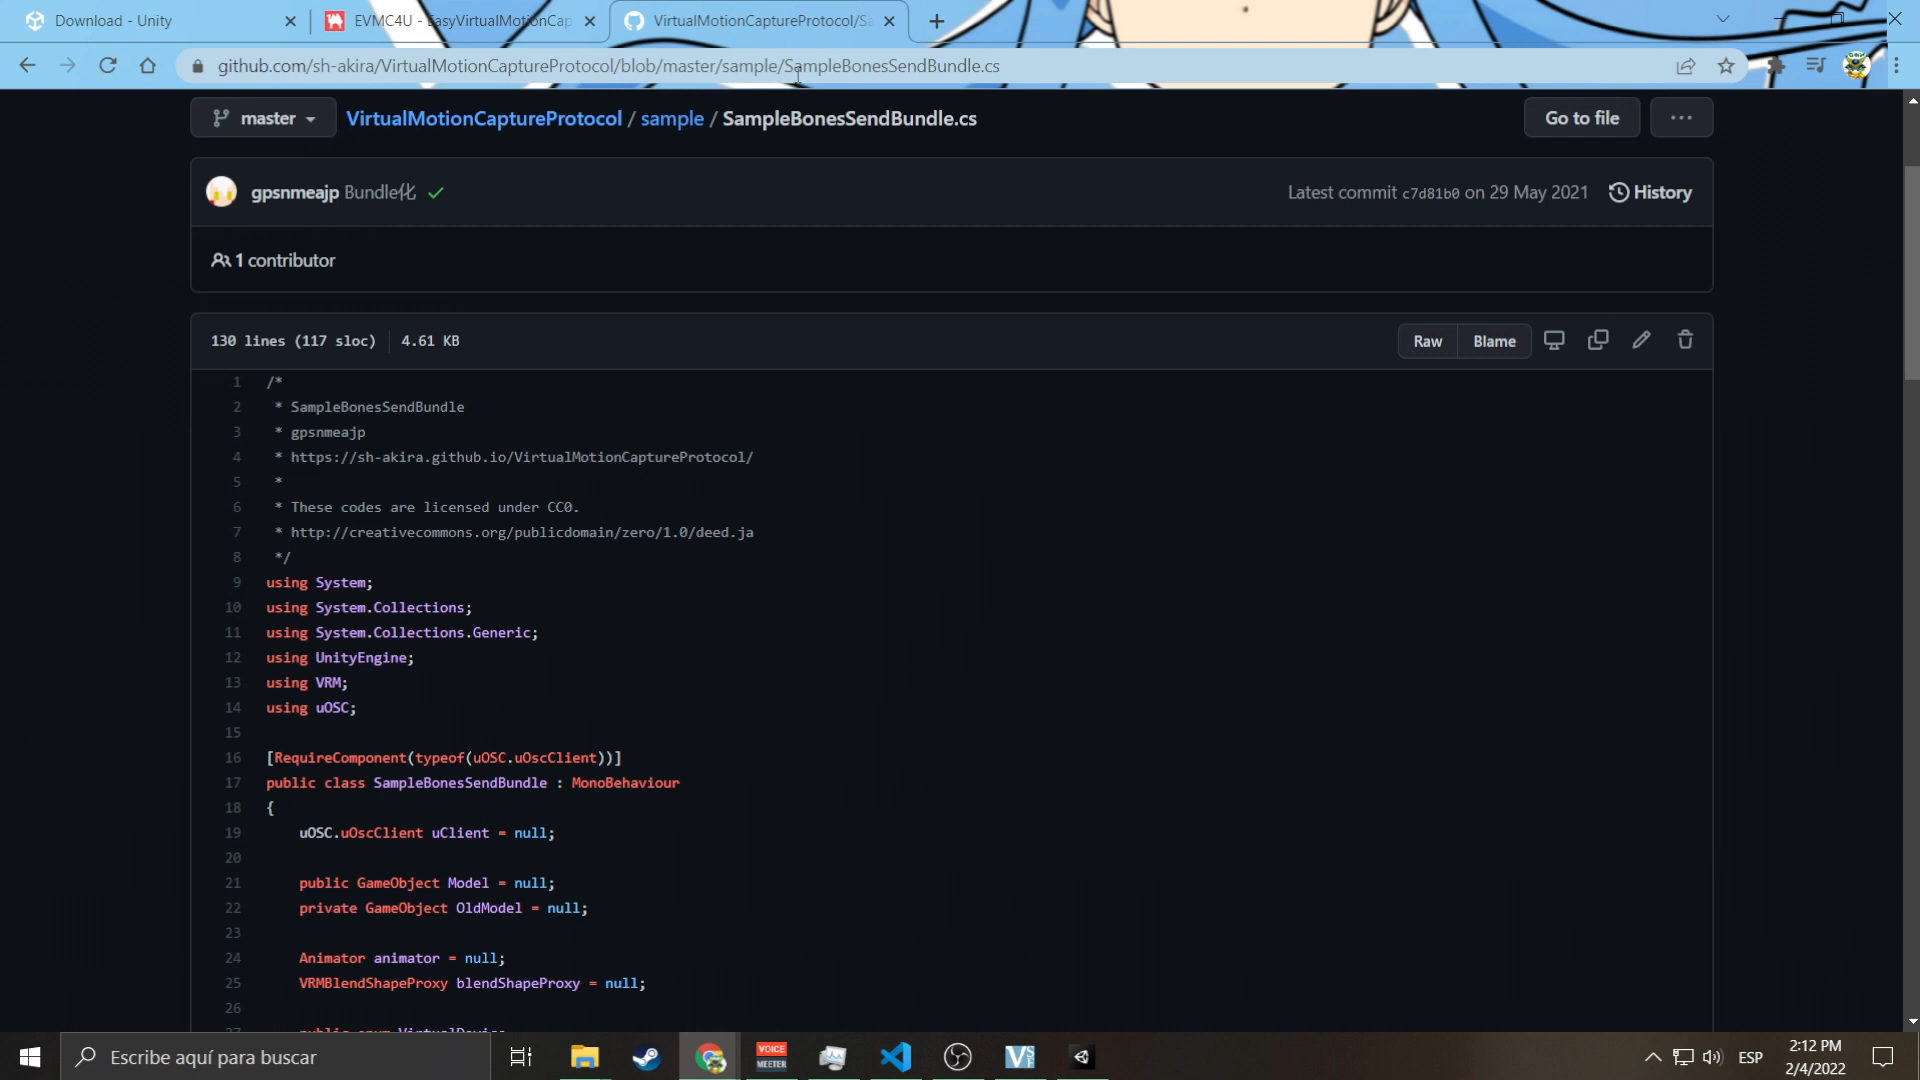 Download - Unity
EVMC4U - EasyVirtualMotionCap
VirtualMotionCaptureProtocol/Sa
github.com/sh-akira/VirtualMotionCaptureProtocol/blob/master/sample/SampleBonesSendBundle.cs
master
VirtualMotionCaptureProtocol / sample / SampleBonesSendBundle.cs
Go to file
...
gpsnmeajp Bundle化
Latest commit c7d81b0 on 29 May 2021
History
1 contributor
130 lines (117 sloc)
4.61 KB
Raw
Blame
1 /*
2 * SampleBonesSendBundle
3 * gpsnmeajp
4 * https://sh-akira.github.io/VirtualMotionCaptureProtocol/
5 *
6 * These codes are licensed under CC0.
7 * http://creativecommons.org/publicdomain/zero/1.0/deed.ja
8 */
9 using System;
10 using System.Collections;
11 using System.Collections.Generic;
12 using UnityEngine;
13 using VRM;
14 using uOSC;
15
16 [RequireComponent(typeof(uOSC.uOscClient))]
17 public class SampleBonesSendBundle : MonoBehaviour
18 {
19 uOSC.uOscClient uClient = null;
20
21 public GameObject Model = null;
22 private GameObject OldModel = null;
23
24 Animator animator = null;
25 VRMBlendShapeProxy blendShapeProxy = null;
26
27 public enum VirtualDevice
Escribe aquí para buscar
VOICE
MEETER
ESP
2:12 PM
2/4/2022